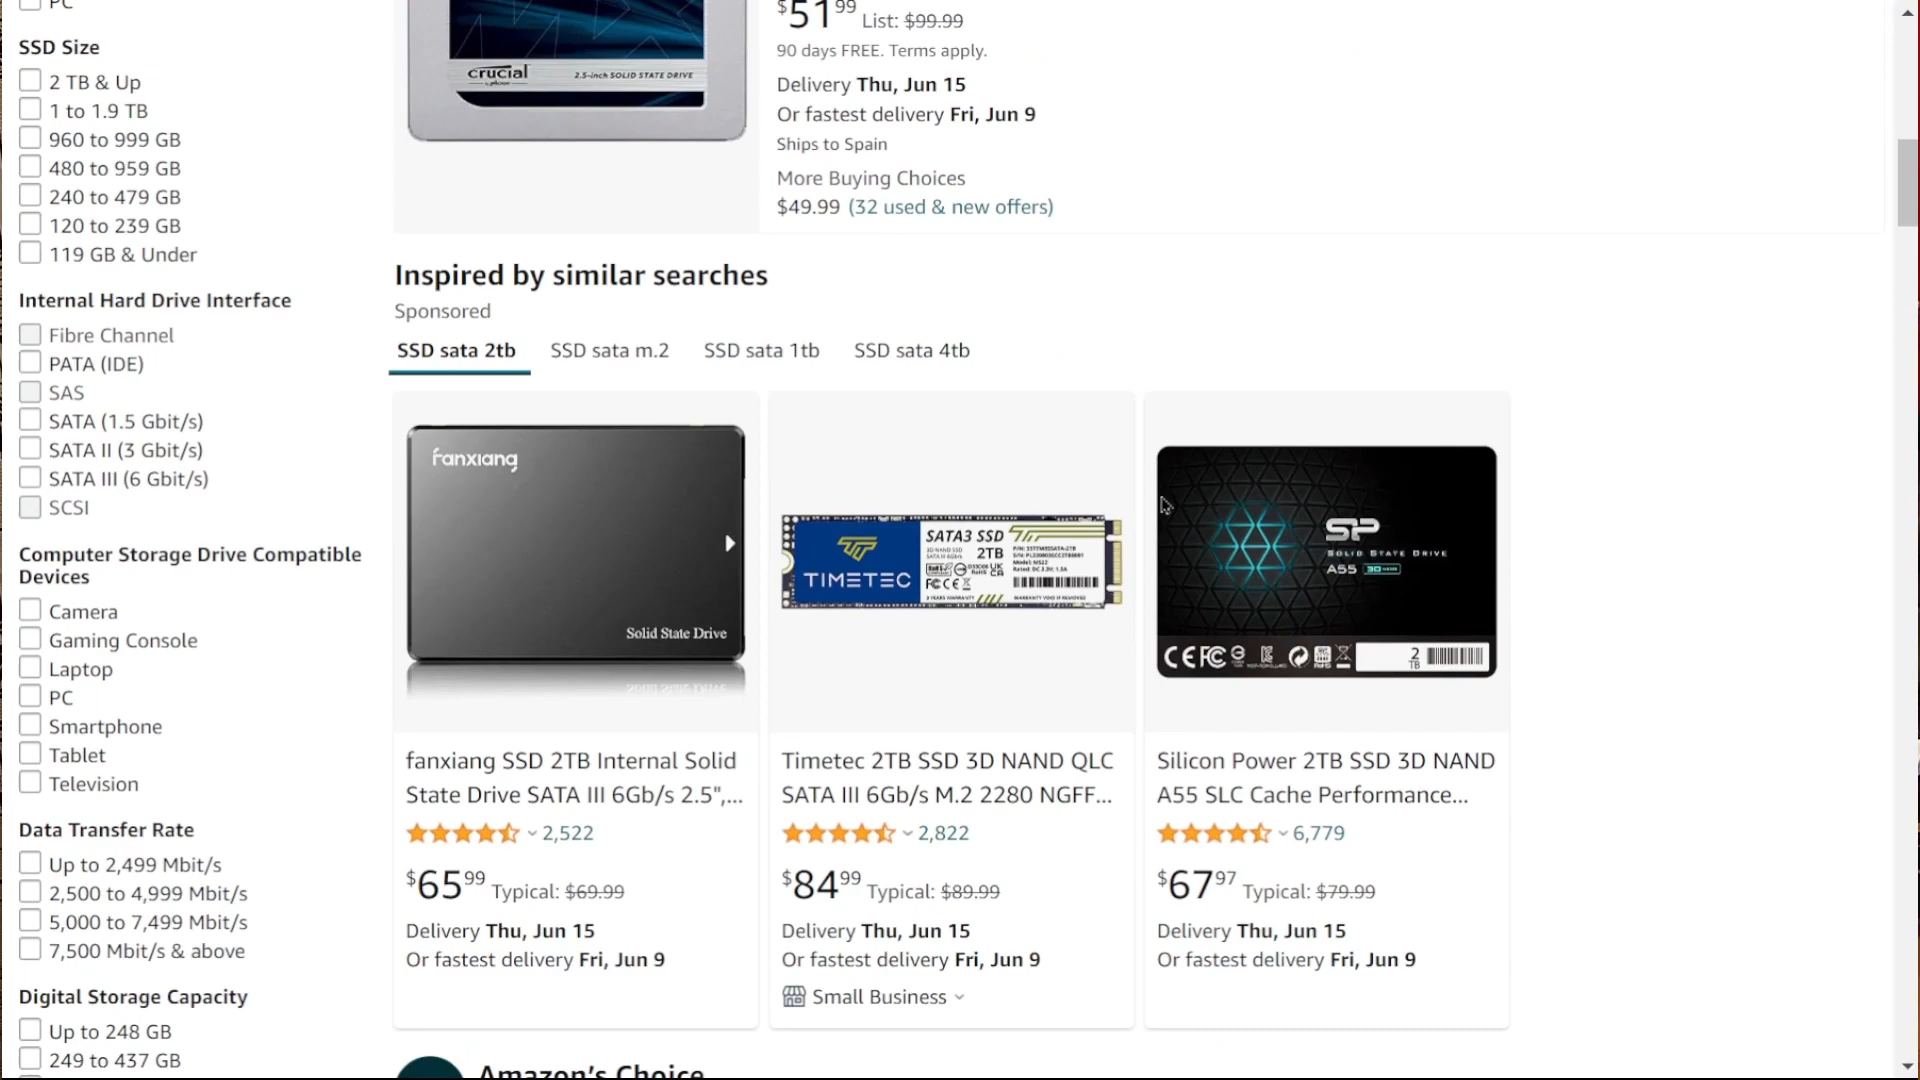 PC
SSD Size
2 TB & Up
1 to 1.9 TB
960 to 999 GB
480 to 959 GB
240 to 479 GB
120 to 239 GB
119 GB & Under
Internal Hard Drive Interface
Fibre Channel
PATA (IDE)
SAS
SATA (1.5 Gbit/s)
SATA II (3 Gbit/s)
SATA III (6 Gbit/s)
SCSI
Computer Storage Drive Compatible
Devices
Camera
Gaming Console
Laptop
PC
Smartphone
Tablet
Television
Data Transfer Rate
Up to 2,499 Mbit/s
2,500 to 4,999 Mbit/s
5,000 to 7,499 Mbit/s
7,500 Mbit/s & above
Digital Storage Capacity
Up to 248 GB
249 to 437 GB
crucial
2.5-inch SOLID STATE DRIVE
$51.99 List: $99.99
90 days FREE. Terms apply.
Delivery Thu, Jun 15
Or fastest delivery Fri, Jun 9
Ships to Spain
More Buying Choices
$49.99 (32 used & new offers)
Inspired by similar searches
Sponsored
SSD sata 2tb SSD sata m.2 SSD sata 1tb SSD sata 4tb
fanxiang
Solid State Drive
fanxiang SSD 2TB Internal Solid
State Drive SATA III 6Gb/s 2.5",...
2,522
$65 99 Typical: $69.99
Delivery Thu, Jun 15
Or fastest delivery Fri, Jun 9
TIMETEC
SATA3 SSD
2TB
Timetec 2TB SSD 3D NAND QLC
SATA III 6Gb/s M.2 2280 NGFF...
2,822
$84 99 Typical: $89.99
Delivery Thu, Jun 15
Or fastest delivery Fri, Jun 9
Small Business
SP
SOLID STATE DRIVE
A55
2
TB
Silicon Power 2TB SSD 3D NAND
A55 SLC Cache Performance...
6,779
$67 97 Typical: $79.99
Delivery Thu, Jun 15
Or fastest delivery Fri, Jun 9
Amazon's Choice